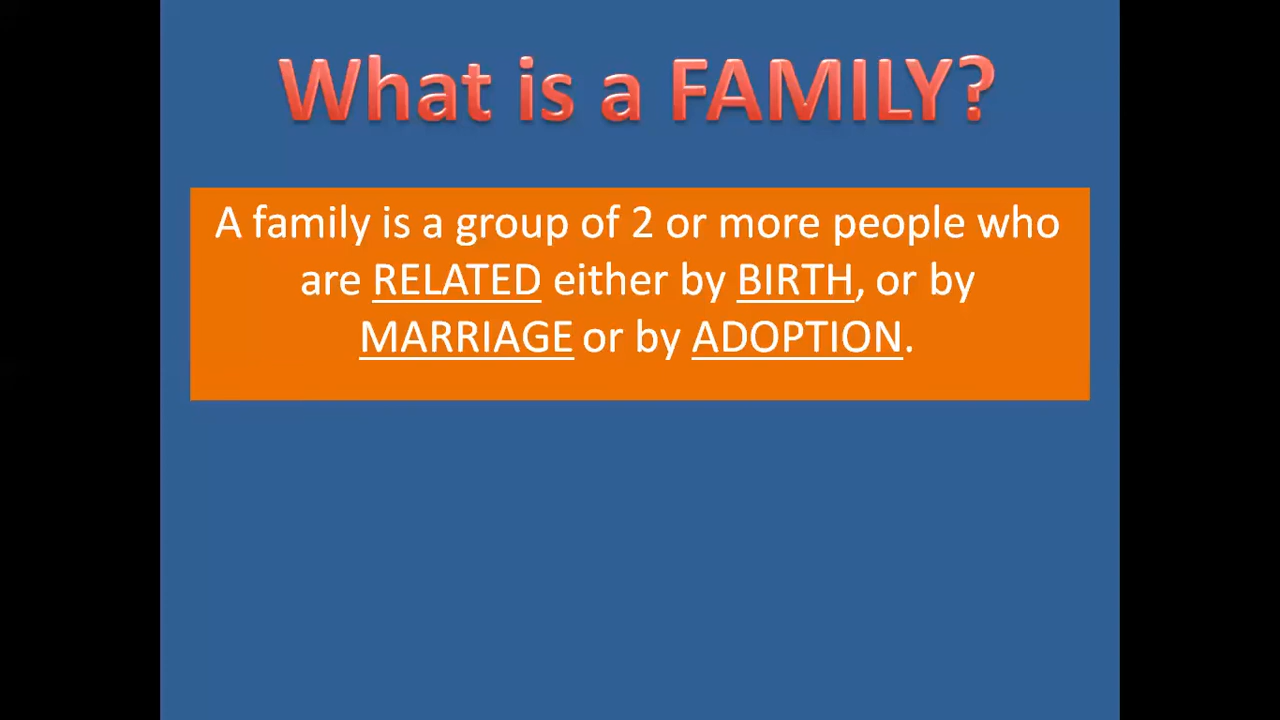 What is a FAMILY?
A family is a group of 2 or more people who
are RELATED either by BIRTH, or by
MARRIAGE or by ADOPTION.